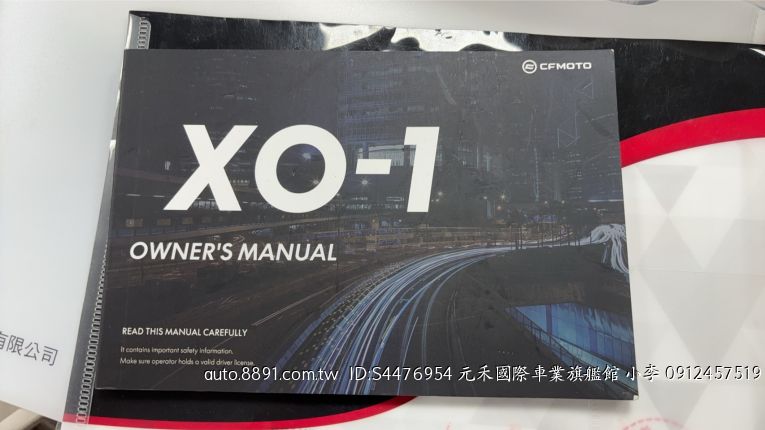 CFMOTO
XO-1
OWNER'S MANUAL
READ THIS MANUAL CAREFULLY
It contains important safety information.
Make sure operator holds a valid driver license.
有限公司
auto.8891.com.tw ID:S4476954 元禾國際車業旗艦館 小李 0912457519